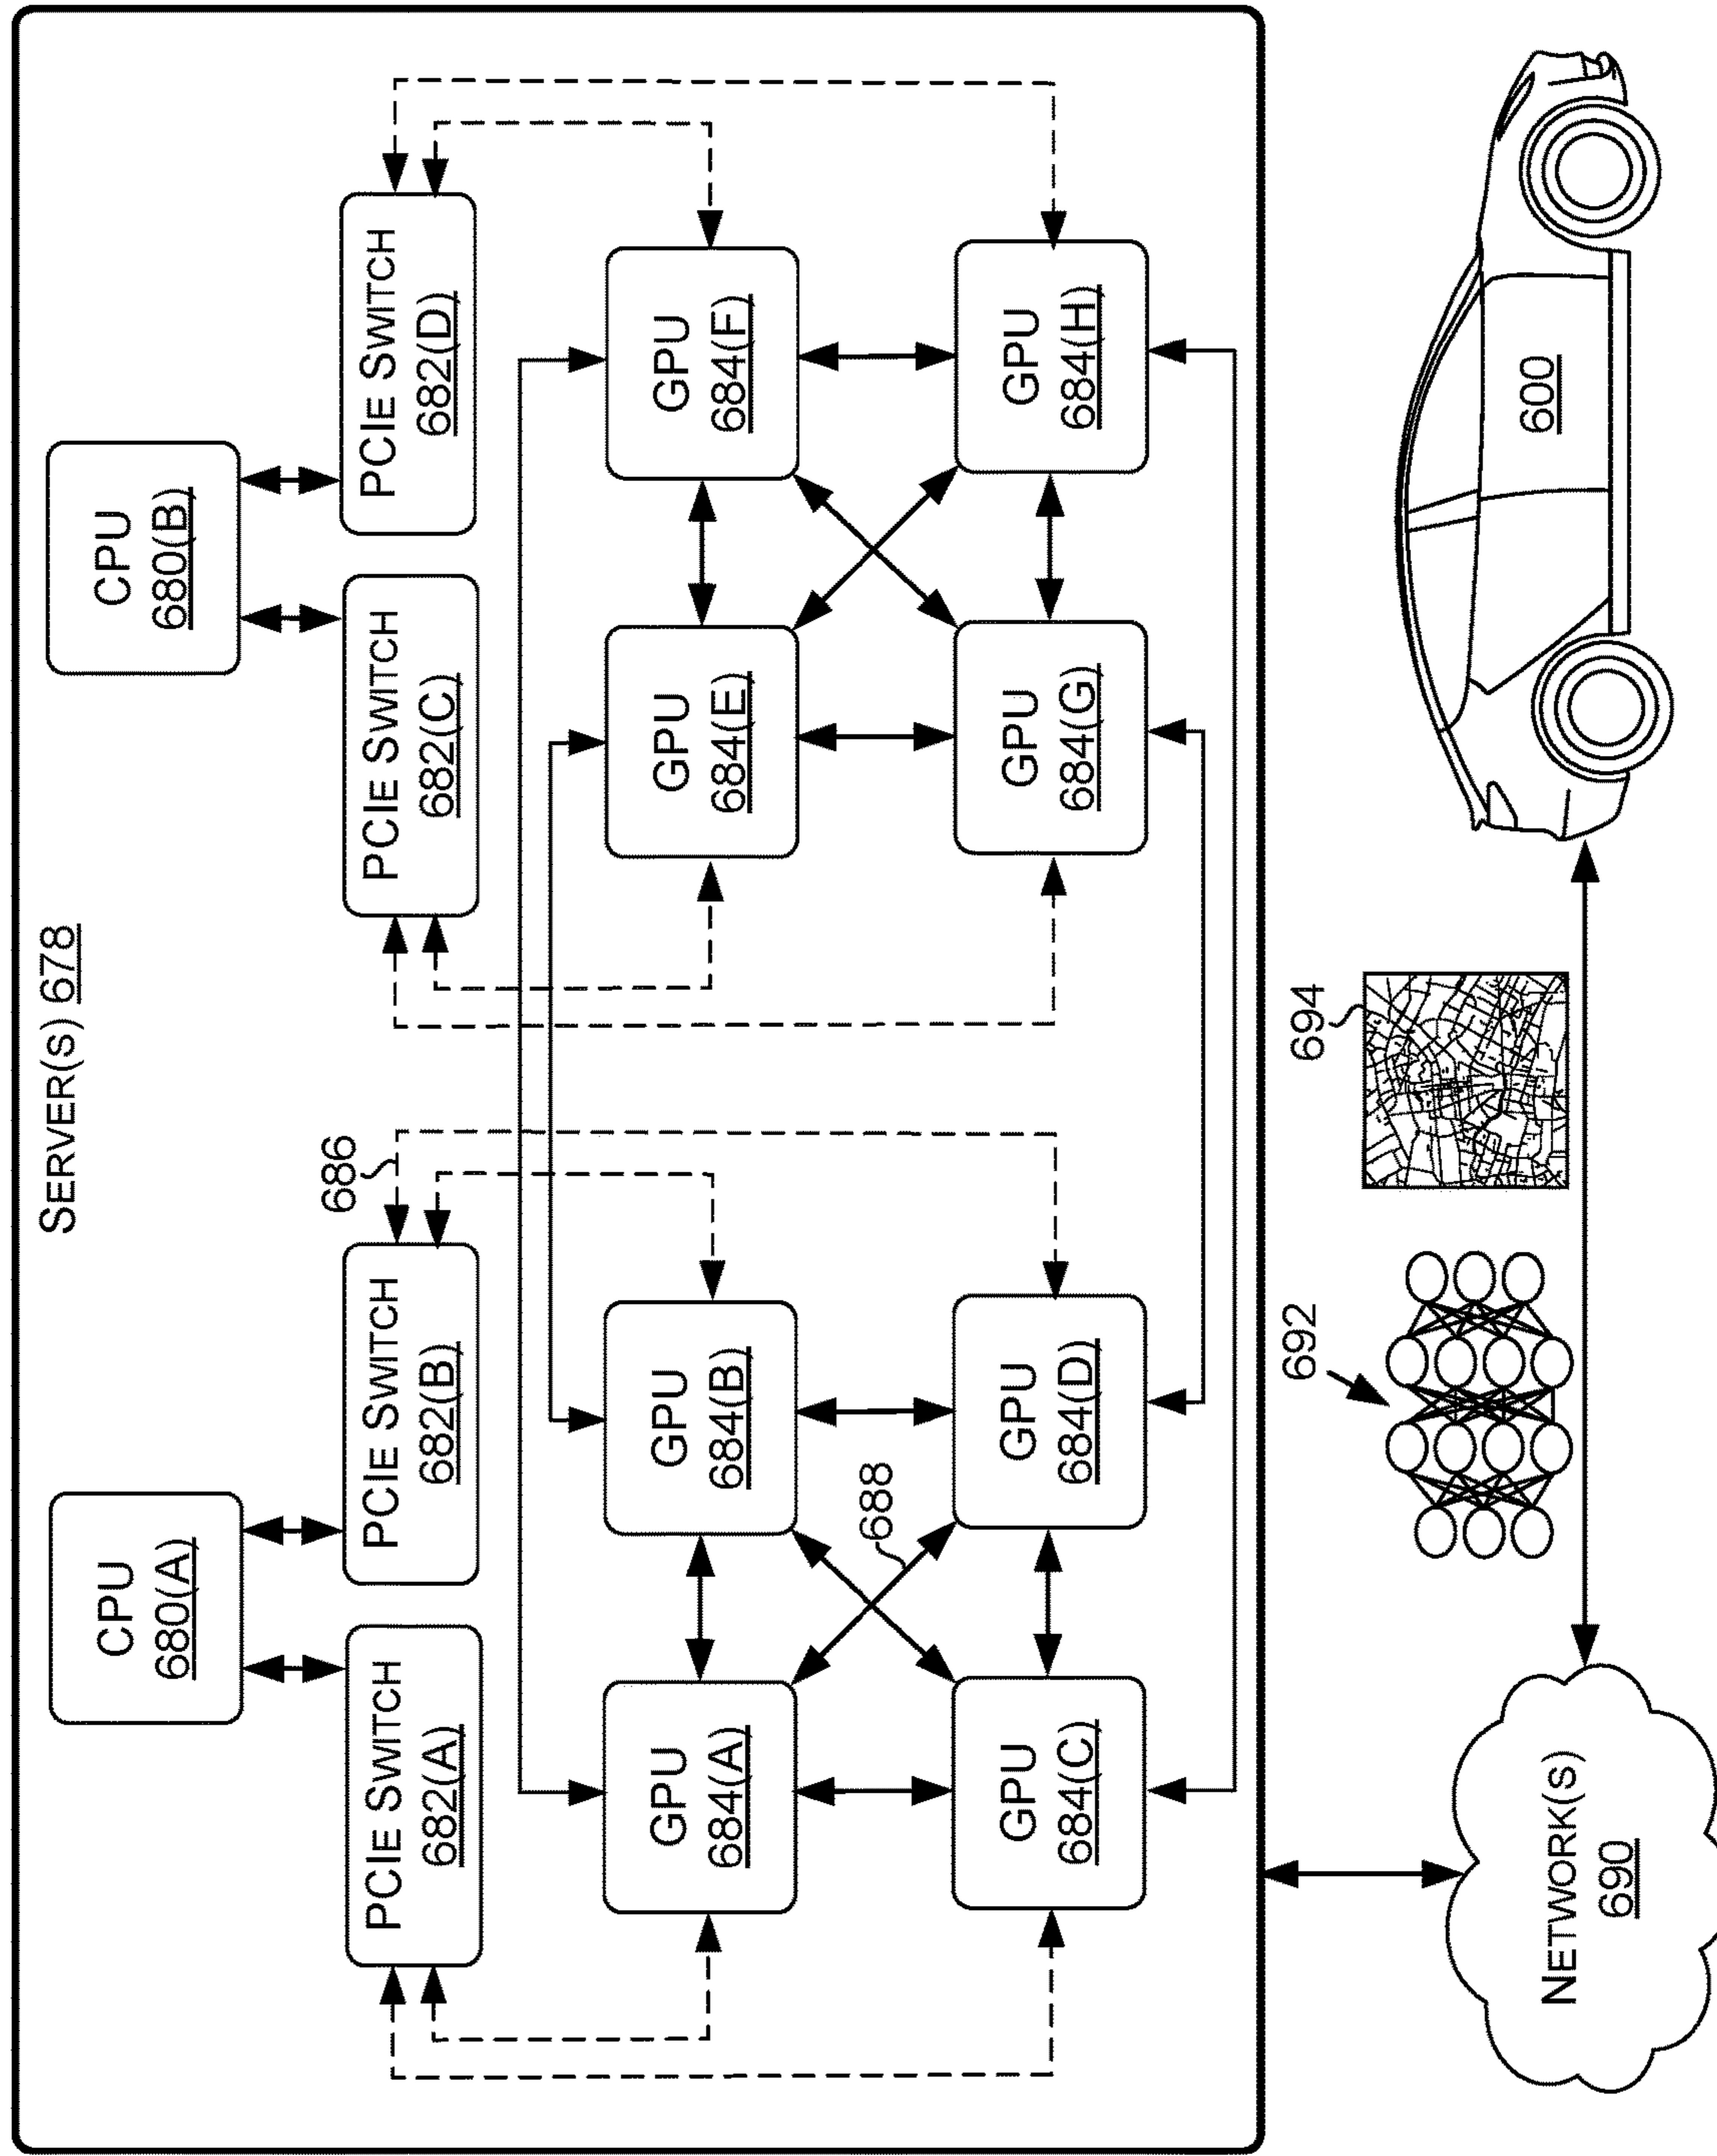 SERVER(S) 678
CPU
680(A)
CPU
680(B)
PCIE SWITCH
682(A)
PCIE SWITCH
682(B)
PCIE SWITCH
682(C)
PCIE SWITCH
682(D)
686
GPU
684(A)
GPU
684(B)
GPU
684(E)
GPU
684(F)
688
GPU
684(C)
GPU
684(D)
GPU
684(G)
GPU
684(H)
NETWORK(S)
690
692
694
600